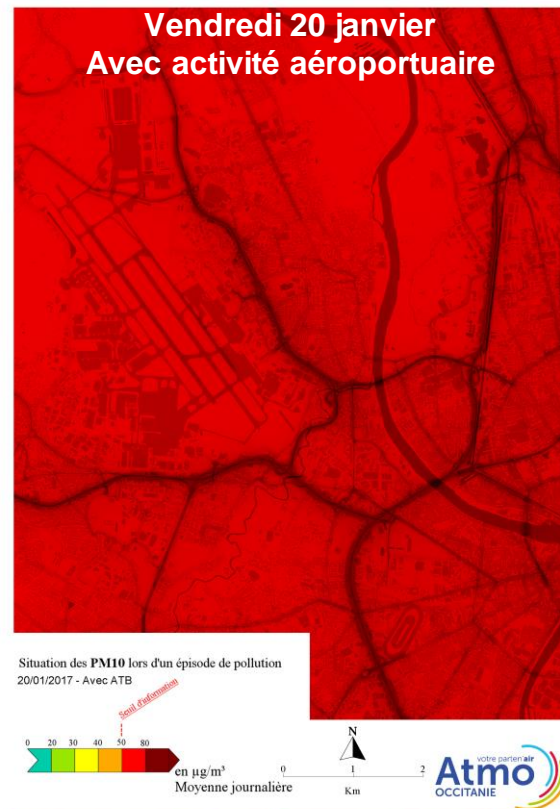 Vendredi 20 janvier
Avec activité aéroportuaire
Situation des PM10 lors d'un épisode de pollution
20/01/2017 - Avec ATB
Seuil d'information
0 20 30 40 50 80
en µg/m³
Moyenne journalière
N
0 1 2
Km
votre parten'air
Atmo
OCCITANIE